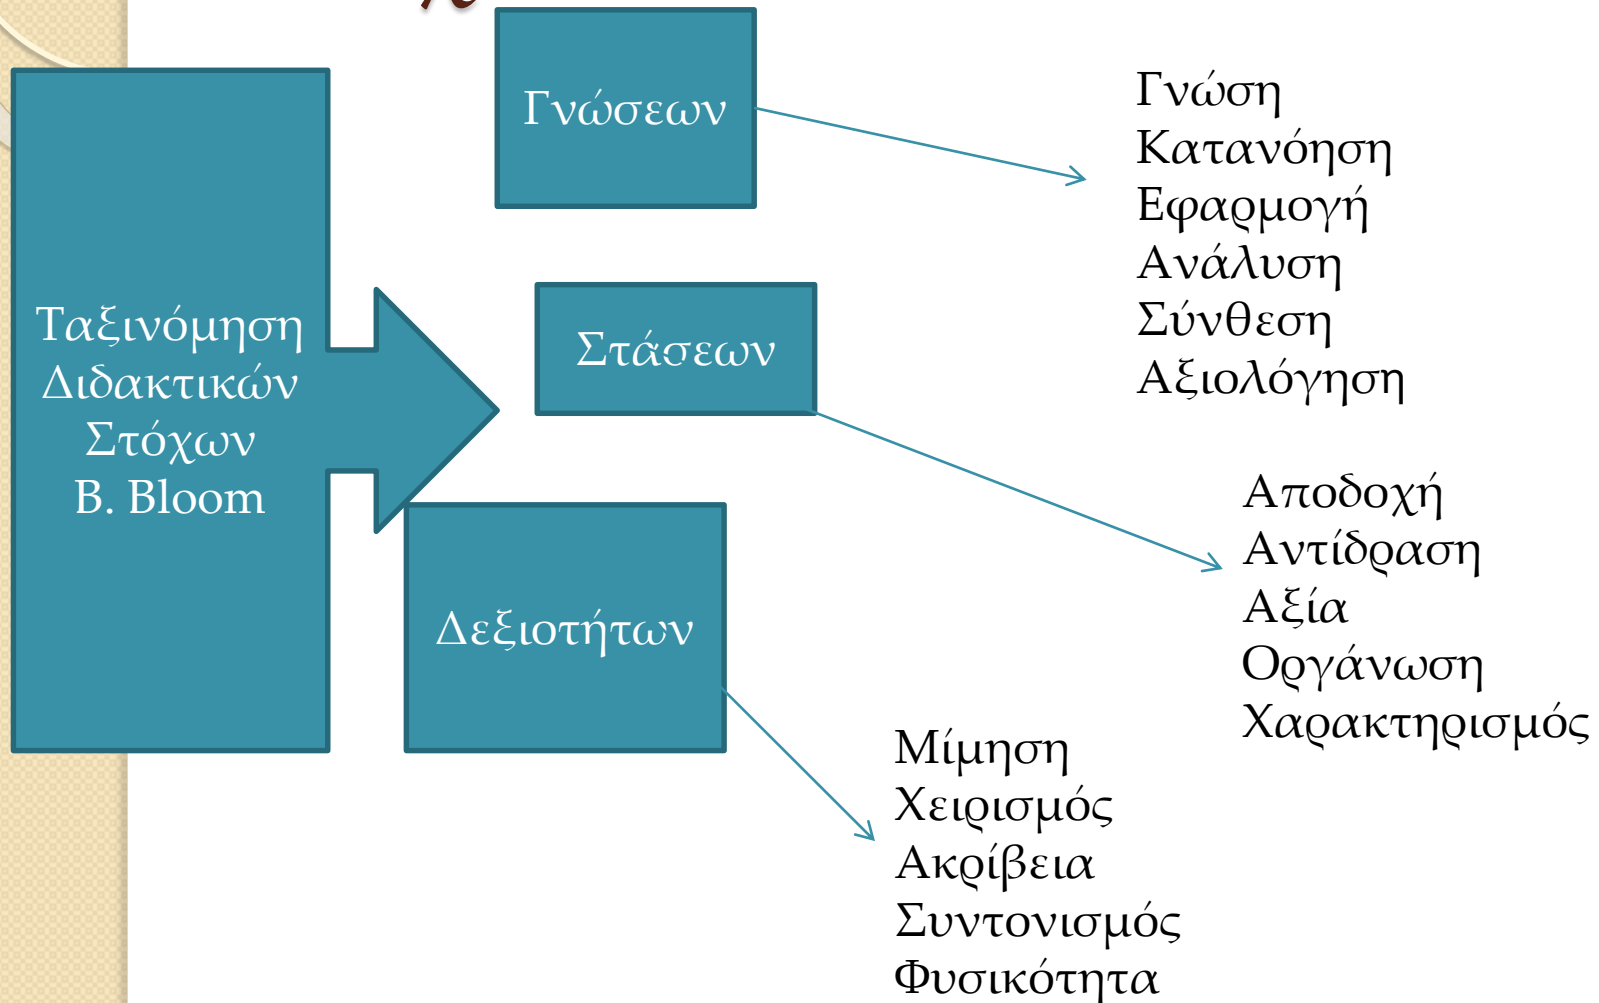 Ταξινόμηση
Διδακτικών
Στόχων
B. Bloom
Γνώσεων
Γνώση
Κατανόηση
Εφαρμογή
Ανάλυση
Σύνθεση
Αξιολόγηση
Στάσεων
Αποδοχή
Αντίδραση
Αξία
Οργάνωση
Χαρακτηρισμός
Δεξιοτήτων
Μίμηση
Χειρισμός
Ακρίβεια
Συντονισμός
Φυσικότητα